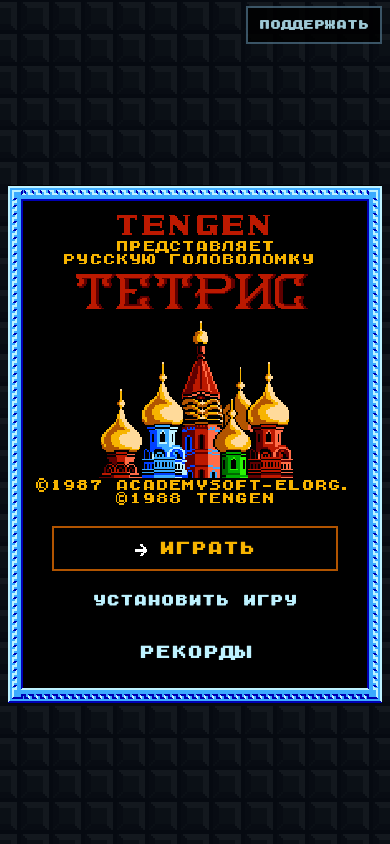 ПОДДЕРЖАТЬ
TENGEN
ПРЕДСТАВЛЯЕТ
РУССКУЮ ГОЛОВОЛОМКУ
ТЕТРИС
©1987 ACADEMYSOFT-ELORG.
©1988 TENGEN
→ ИГРАТЬ
УСТАНОВИТЬ ИГРУ
РЕКОРДЫ